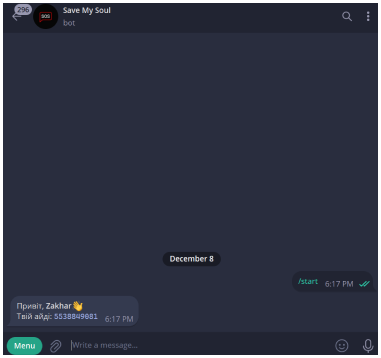 296
SOS
Save My Soul
bot
December 8
/start 6:17 PM
Привіт, Zakhar👋
Твій айді: 5538849081 6:17 PM
Menu
Write a message...